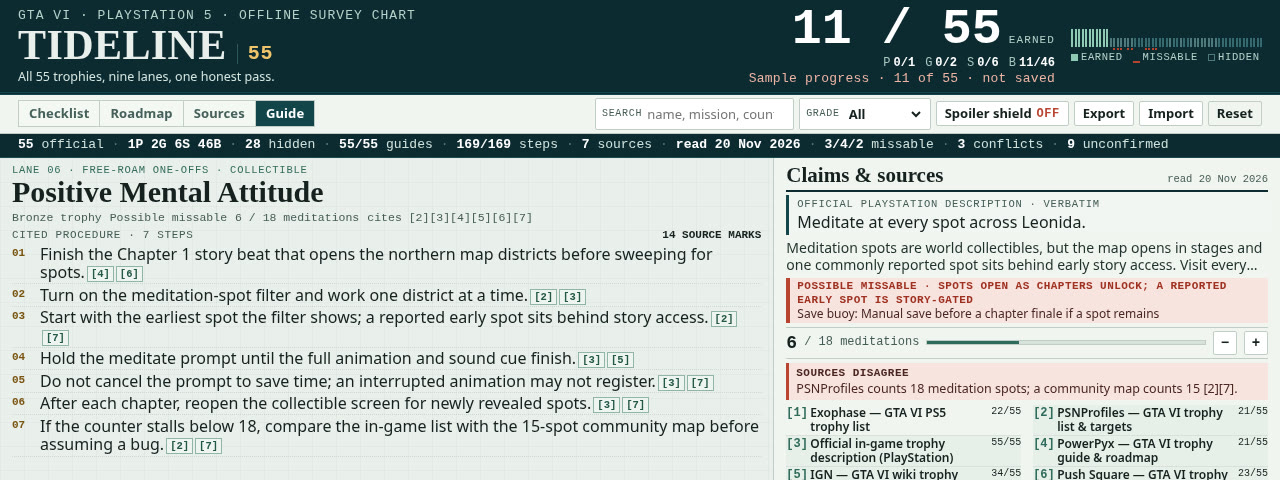 GTA VI · PLAYSTATION 5 · OFFLINE SURVEY CHART
TIDELINE 55
All 55 trophies, nine lanes, one honest pass.
11 / 55 EARNED
P 0/1 G 0/2 S 0/6 B 11/46
Sample progress · 11 of 55 · not saved
EARNED MISSABLE HIDDEN
Checklist Roadmap Sources Guide
SEARCH name, mission, coun
GRADE All
Spoiler shield OFF
Export Import Reset
55 official · 1P 2G 6S 46B · 28 hidden · 55/55 guides · 169/169 steps · 7 sources · read 20 Nov 2026 · 3/4/2 missable · 3 conflicts · 9 unconfirmed
LANE 06 · FREE-ROAM ONE-OFFS · COLLECTIBLE
Positive Mental Attitude
Bronze trophy Possible missable 6 / 18 meditations cites [2][3][4][5][6][7]
CITED PROCEDURE · 7 STEPS 14 SOURCE MARKS
01 Finish the Chapter 1 story beat that opens the northern map districts before sweeping for
spots. [4] [6]
02 Turn on the meditation-spot filter and work one district at a time. [2] [3]
03 Start with the earliest spot the filter shows; a reported early spot sits behind story access. [2]
[7]
04 Hold the meditate prompt until the full animation and sound cue finish. [3] [5]
05 Do not cancel the prompt to save time; an interrupted animation may not register. [3] [7]
06 After each chapter, reopen the collectible screen for newly revealed spots. [3] [7]
07 If the counter stalls below 18, compare the in-game list with the 15-spot community map before
assuming a bug. [2] [7]
Claims & sources read 20 Nov 2026
OFFICIAL PLAYSTATION DESCRIPTION · VERBATIM
Meditate at every spot across Leonida.
Meditation spots are world collectibles, but the map opens in stages and
one commonly reported spot sits behind early story access. Visit every…
POSSIBLE MISSABLE · SPOTS OPEN AS CHAPTERS UNLOCK; A REPORTED
EARLY SPOT IS STORY-GATED
Save buoy: Manual save before a chapter finale if a spot remains
6 / 18 meditations − +
SOURCES DISAGREE
PSNProfiles counts 18 meditation spots; a community map counts 15 [2][7].
[1] Exophase — GTA VI PS5
trophy list 22/55
[2] PSNProfiles — GTA VI trophy
list & targets 21/55
[3] Official in-game trophy
description (PlayStation) 55/55
[4] PowerPyx — GTA VI trophy
guide & roadmap 21/55
[5] IGN — GTA VI wiki trophy 34/55
[6] Push Square — GTA VI trophy 23/55